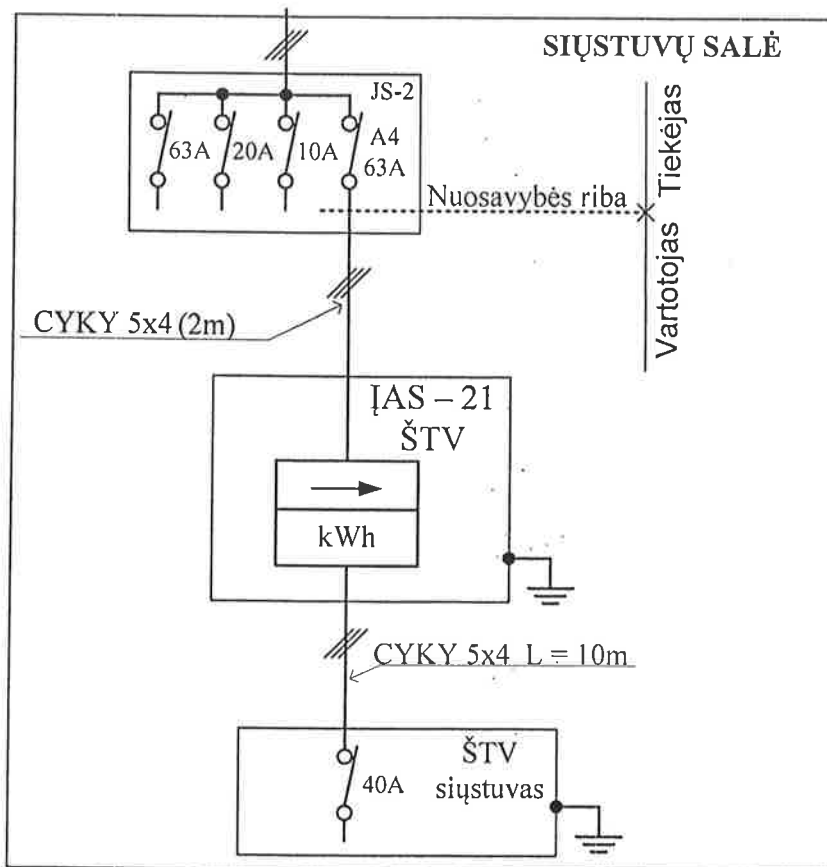 SIŲSTUVŲ SALĖ
JS-2
63A
20A
10A
A4
63A
Nuosavybės riba
Tiekėjas
Vartotojas
CYKY 5x4 (2m)
ĮAS – 21
ŠTV
kWh
CYKY 5x4 L = 10m
ŠTV
siųstuvas
40A